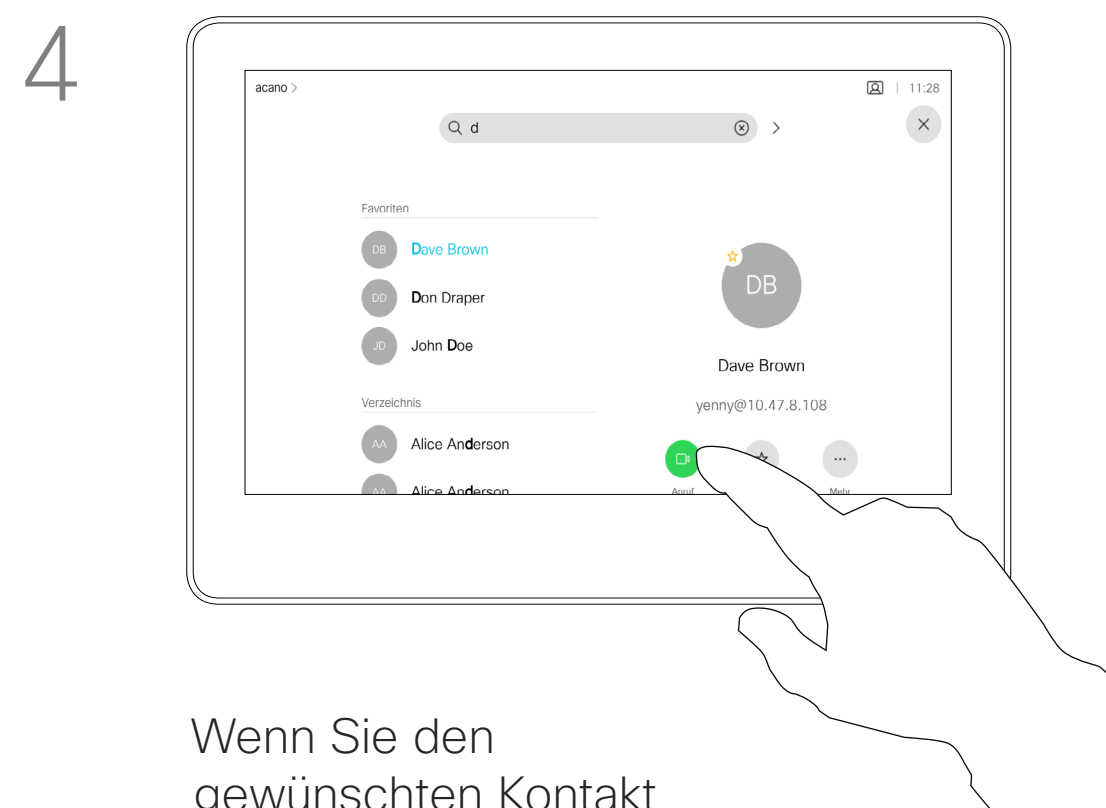 4
acano
11:28
d
Favoriten
DB Dave Brown
DD Don Draper
JD John Doe
Verzeichnis
AA Alice Anderson
AA Alice Anderson
DB
Dave Brown
yenny@10.47.8.108
Anruf
Mehr
Wenn Sie den
gewünschten Kontakt